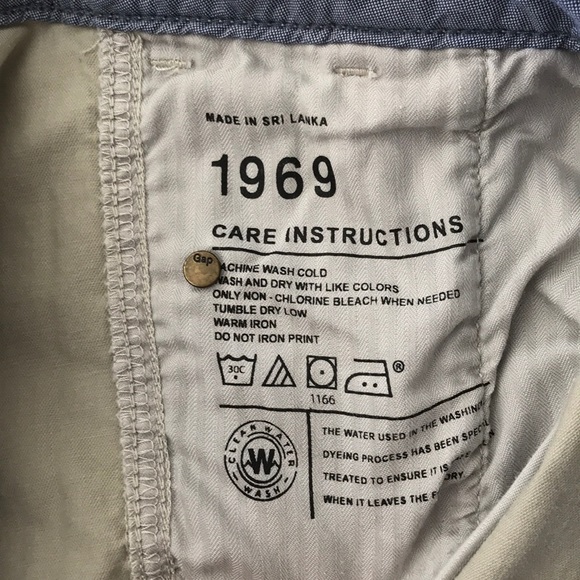 MADE IN SRI LANKA
1969
CARE INSTRUCTIONS
Gap
ACHINE WASH COLD
WASH AND DRY WITH LIKE COLORS
ONLY NON - CHLORINE BLEACH WHEN NEEDED
TUMBLE DRY LOW
WARM IRON
DO NOT IRON PRINT
30C
®
1166
CLEAN WATER
W
WASH
THE WATER USED IN THE WASHIN
DYEING PROCESS HAS BEEN SPECI
TREATED TO ENSURE IT IS
WHEN IT LEAVES THE F ORY